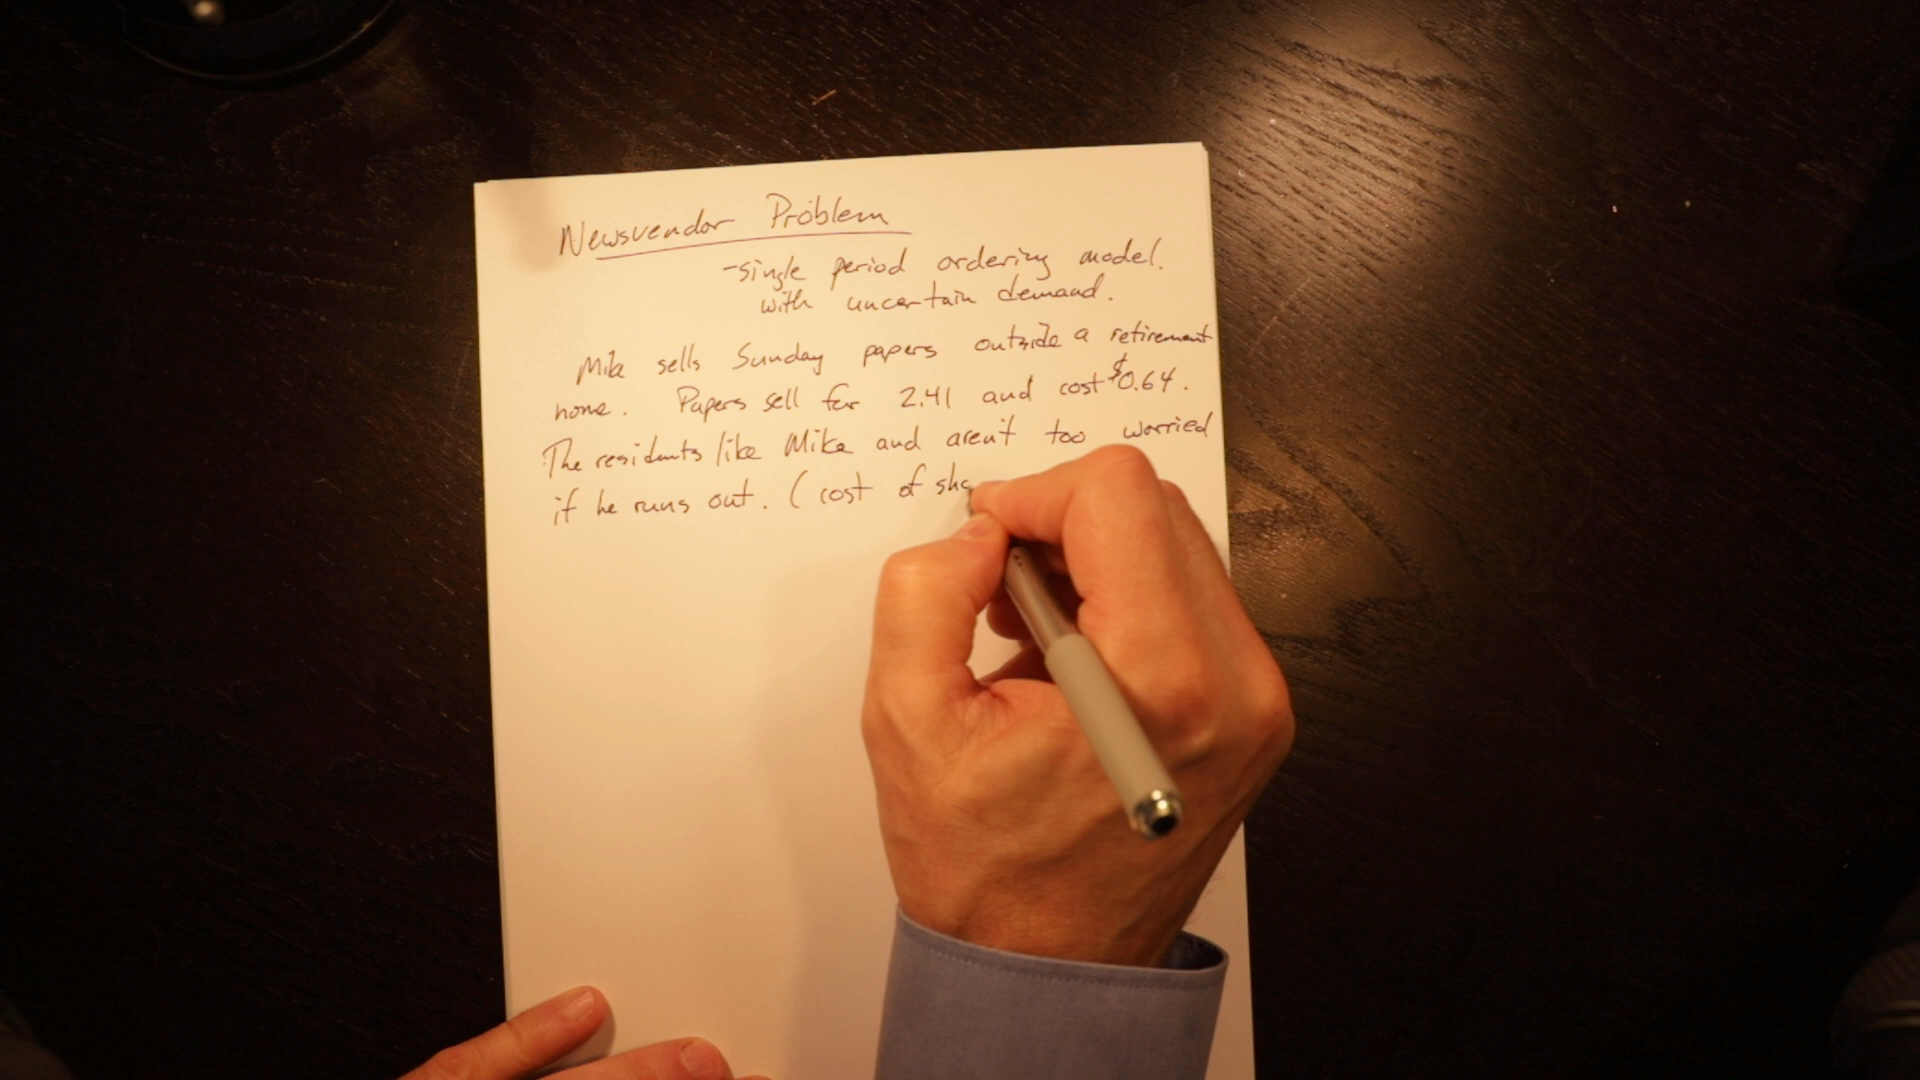 Newsvendor Problem
-single period ordering model.
with uncertain demand.
Mike sells Sunday papers outside a retirement
home. Papers sell for 2.41 and cost $0.64.
The residents like Mike and aren't too worried
if he runs out. ( cost of sho